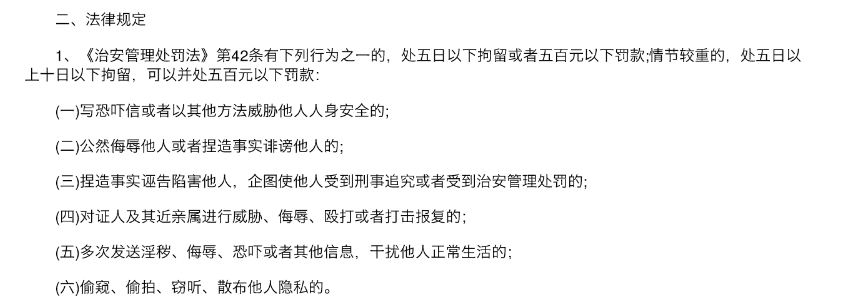 二、法律规定
1、《治安管理处罚法》第42条有下列行为之一的，处五日以下拘留或者五百元以下罚款;情节较重的，处五日以
上十日以下拘留，可以并处五百元以下罚款：
(一)写恐吓信或者以其他方法威胁他人人身安全的;
(二)公然侮辱他人或者捏造事实诽谤他人的;
(三)捏造事实诬告陷害他人，企图使他人受到刑事追究或者受到治安管理处罚的;
(四)对证人及其近亲属进行威胁、侮辱、殴打或者打击报复的;
(五)多次发送淫秽、侮辱、恐吓或者其他信息，干扰他人正常生活的;
(六)偷窥、偷拍、窃听、散布他人隐私的。